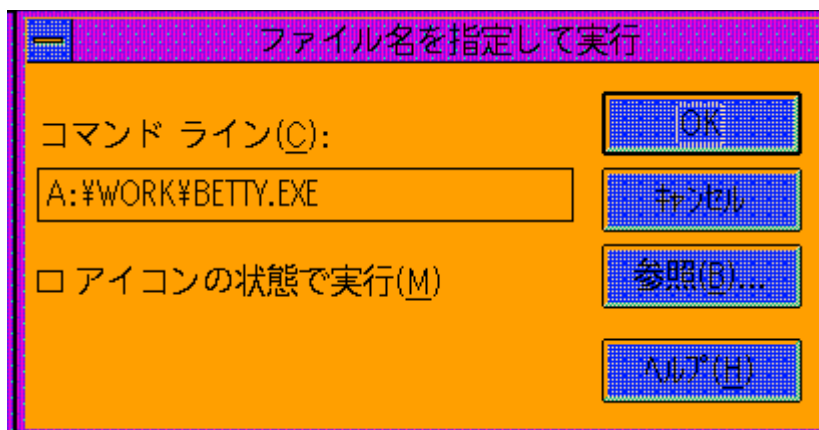 ファイル名を指定して実行
コマンド ライン(C):
A:¥WORK¥BETTY.EXE
アイコンの状態で実行(M)
OK
キャンセル
参照(B)...
ヘルプ(H)